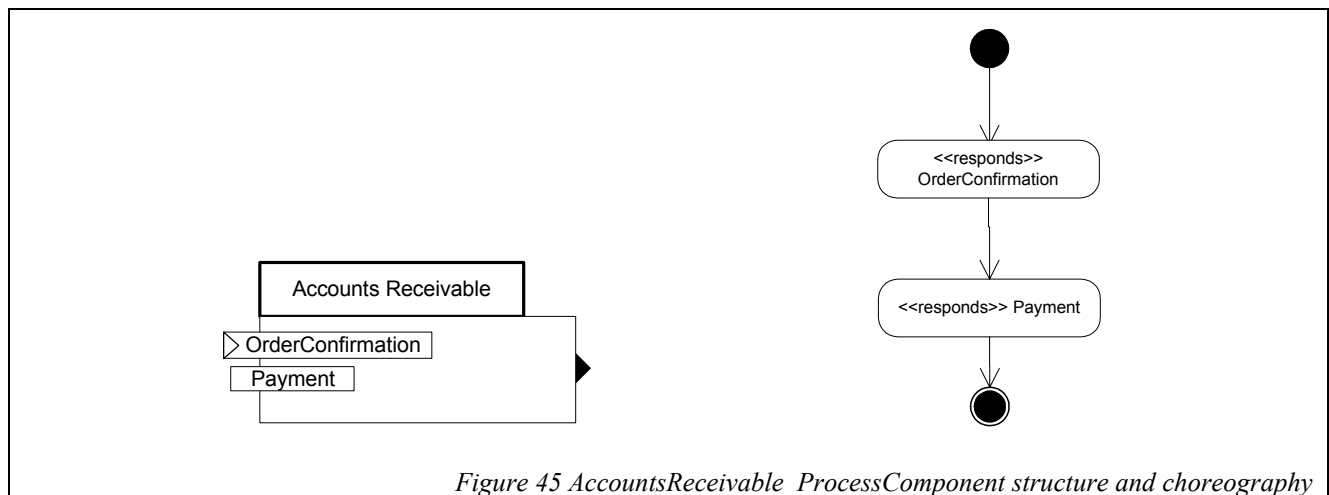 Accounts Receivable
OrderConfirmation
Payment
<<responds>>
OrderConfirmation
<<responds>> Payment
Figure 45 AccountsReceivable ProcessComponent structure and choreography